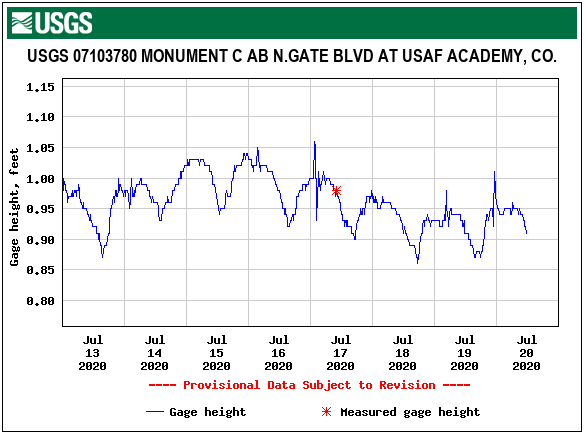 USGS
USGS 07103780 MONUMENT C AB N.GATE BLVD AT USAF ACADEMY, CO.
Gage height, feet
1.15
1.10
1.05
1.00
0.95
0.90
0.85
0.80
Jul Jul Jul Jul Jul Jul Jul Jul
13 14 15 16 17 18 19 20
2020 2020 2020 2020 2020 2020 2020 2020
---- Provisional Data Subject to Revision ----
Gage height Measured gage height